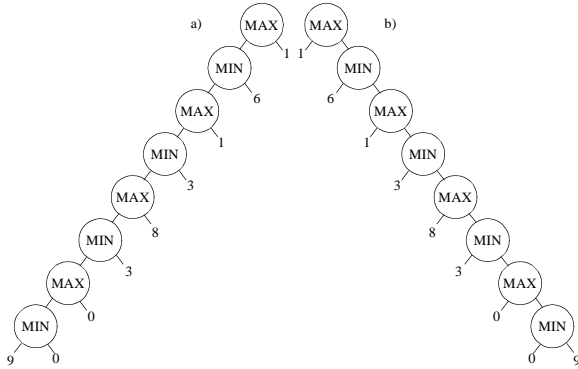 a) MAX MAX b)
1 1
MIN MIN
6 6
MAX MAX
1 1
MIN MIN
3 3
MAX MAX
8 8
MIN MIN
3 3
MAX MAX
0 0
MIN MIN
9 0 0 9